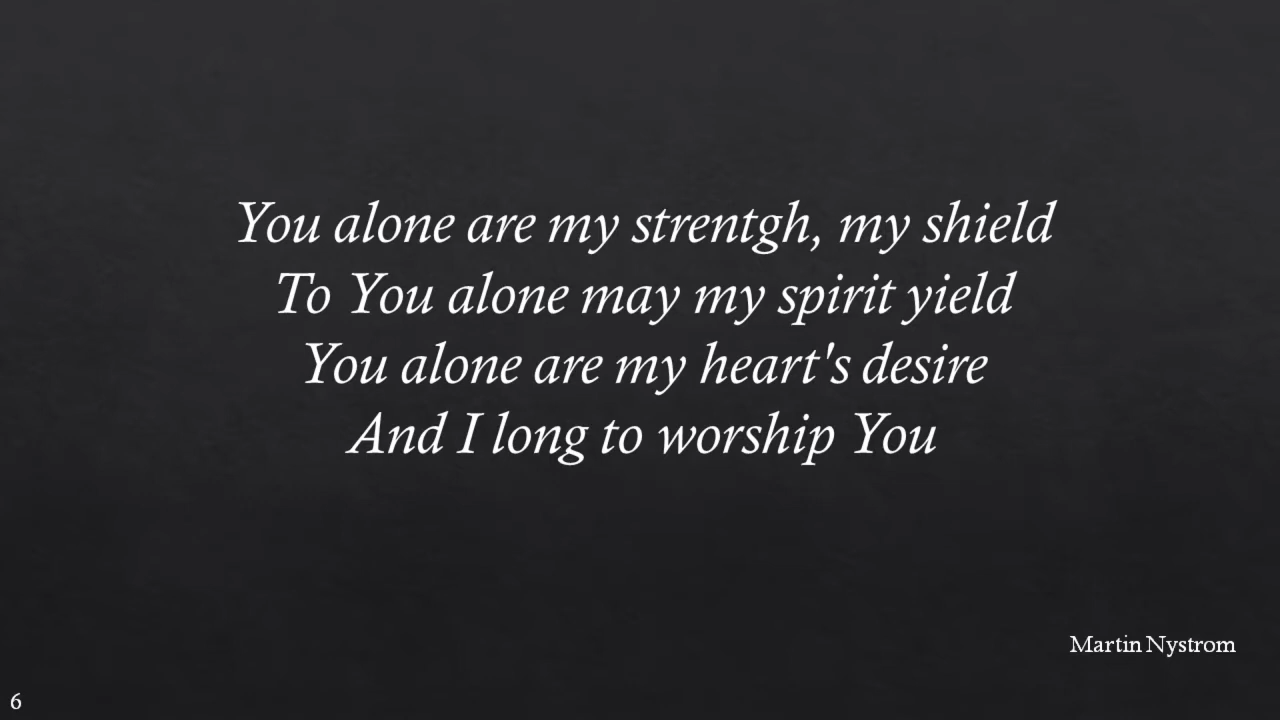 You alone are my strentgh, my shield
To You alone may my spirit yield
You alone are my heart's desire
And I long to worship You
Martin Nystrom
6